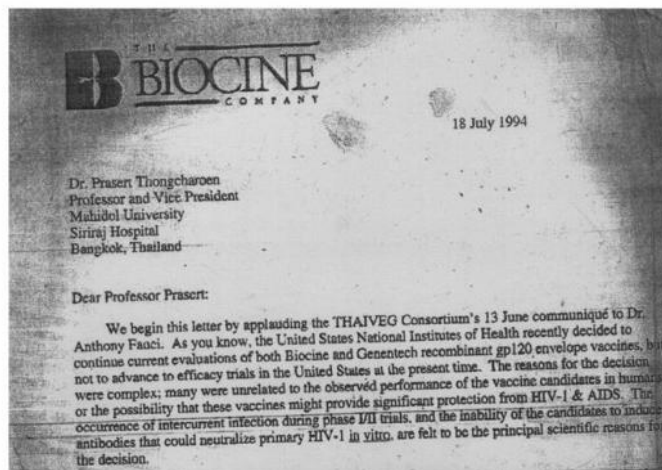 THE
BIOCINE
COMPANY
18 July 1994
Dr. Prasert Thongcharoen
Professor and Vice President
Mahidol University
Siriraj Hospital
Bangkok, Thailand
Dear Professor Prasert:
We begin this letter by applauding the THAIVEG Consortium's 13 June communiqué to Dr.
Anthony Fauci. As you know, the United States National Institutes of Health recently decided to
continue current evaluations of both Biocine and Genentech recombinant gp120 envelope vaccines,
not to advance to efficacy trials in the United States at the present time. The reasons for the decision
were complex; many were unrelated to the observed performance of the vaccine candidates in humans
or the possibility that these vaccines might provide significant protection from HIV-1 & AIDS. The
occurrence of intercurrent infection during phase I/II trials, and the inability of the candidates to induce
antibodies that could neutralize primary HIV-1 in vitro, are felt to be the principal scientific reasons for
the decision.